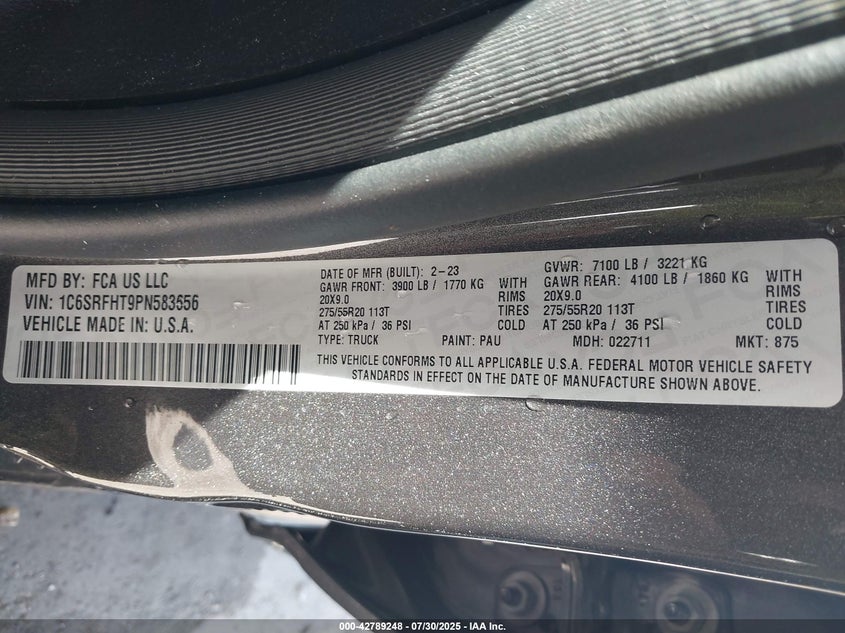 MFD BY: FCA US LLC
VIN: 1C6SRFHT9PN583656
VEHICLE MADE IN: U.S.A.
DATE OF MFR (BUILT): 2-23
GAWR FRONT: 3900 LB / 1770 KG WITH
20X9.0 RIMS
275/55R20 113T TIRES
AT 250 kPa / 36 PSI COLD
TYPE: TRUCK PAINT: PAU
GVWR: 7100 LB / 3221 KG
GAWR REAR: 4100 LB / 1860 KG WITH
20X9.0 RIMS
275/55R20 113T TIRES
AT 250 kPa / 36 PSI COLD
MDH: 022711 MKT: 875
THIS VEHICLE CONFORMS TO ALL APPLICABLE U.S.A. FEDERAL MOTOR VEHICLE SAFETY
STANDARDS IN EFFECT ON THE DATE OF MANUFACTURE SHOWN ABOVE.
000-42789248 - 07/30/2025 - IAA Inc.